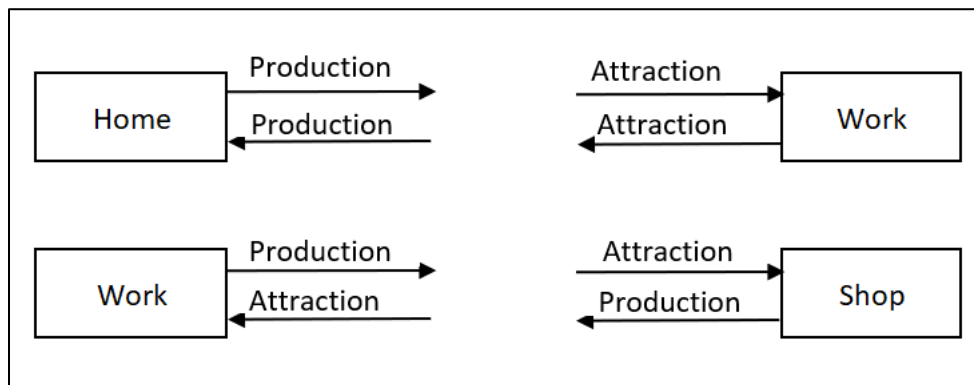 Production
Attraction
Home
Work
Production
Attraction
Production
Attraction
Work
Shop
Attraction
Production